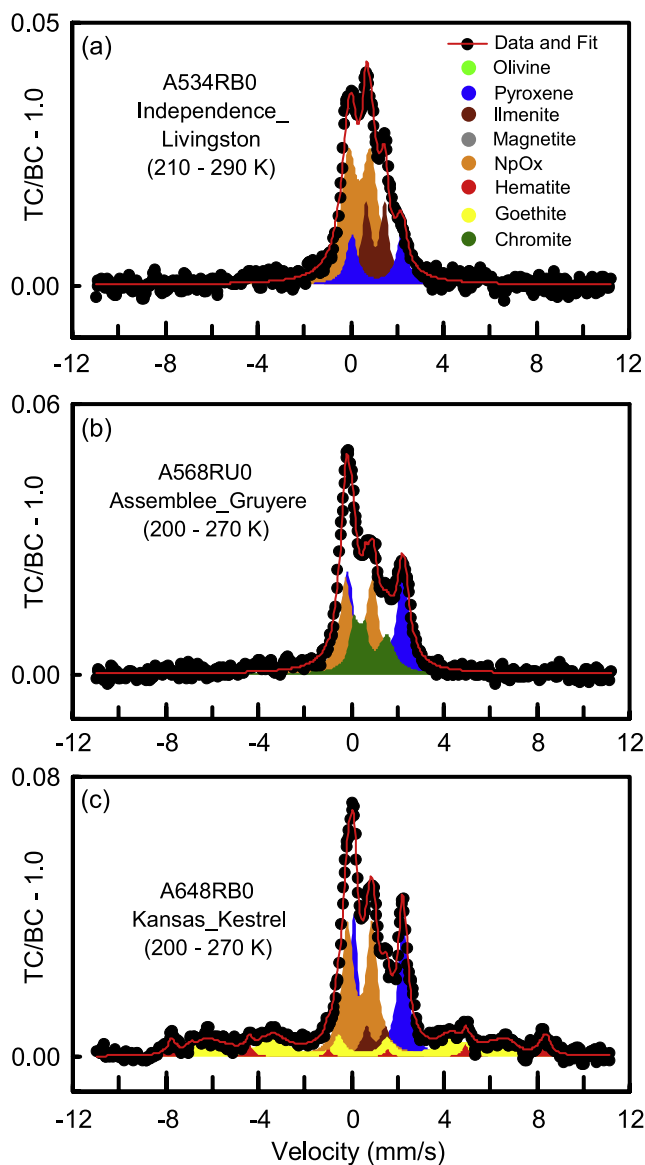 0.05
(a)
A534RB0
Independence_
Livingston
(210 - 290 K)
Data and Fit
Olivine
Pyroxene
Ilmenite
Magnetite
NpOx
Hematite
Goethite
Chromite
TC/BC - 1.0
0.00
-12 -8 -4 0 4 8 12
0.06
(b)
A568RU0
Assemblee_Gruyere
(200 - 270 K)
TC/BC - 1.0
0.00
-12 -8 -4 0 4 8 12
0.08
(c)
A648RB0
Kansas_Kestrel
(200 - 270 K)
TC/BC - 1.0
0.00
-12 -8 -4 0 4 8 12
Velocity (mm/s)